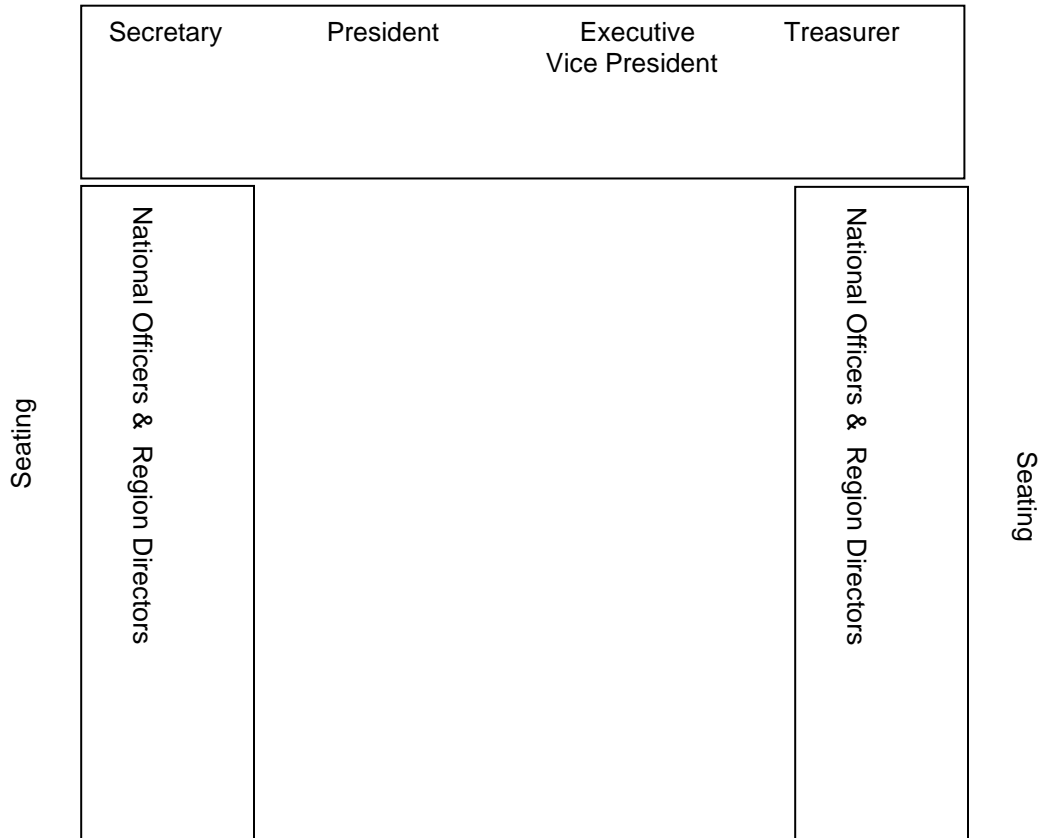 Secretary President Executive Treasurer
Vice President
National Officers & Region Directors
National Officers & Region Directors
Seating
Seating